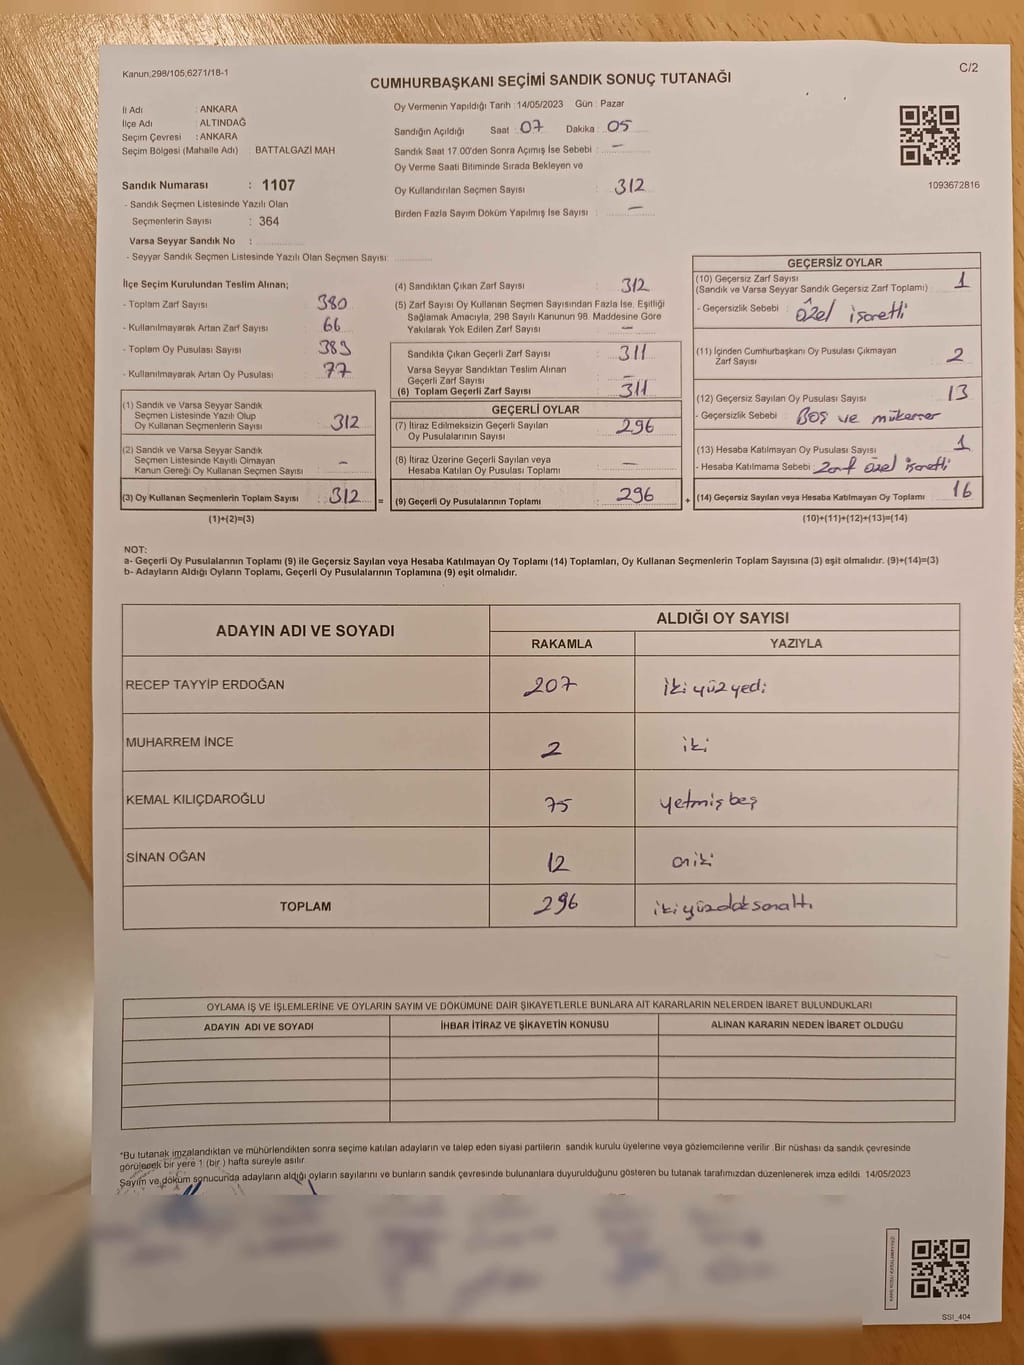 Kanun;298/105;6271/18-1
C/2
CUMHURBAŞKANI SEÇİMİ SANDIK SONUÇ TUTANAĞI
İl Adı : ANKARA
İlçe Adı : ALTINDAĞ
Seçim Çevresi : ANKARA
Seçim Bölgesi (Mahalle Adı) : BATTALGAZİ MAH
Sandık Numarası : 1107
- Sandık Seçmen Listesinde Yazılı Olan
Seçmenlerin Sayısı : 364
Varsa Seyyar Sandık No :
- Seyyar Sandık Seçmen Listesinde Yazılı Olan Seçmen Sayısı:
Oy Vermenin Yapıldığı Tarih :14/05/2023 Gün : Pazar
Sandığın Açıldığı Saat : 07 Dakika : 05
Sandık Saat 17.00'den Sonra Açımış İse Sebebi : —
Oy Verme Saati Bitiminde Sırada Bekleyen ve
Oy Kullandırılan Seçmen Sayısı : 312
Birden Fazla Sayım Döküm Yapılmış İse Sayısı : —
1093672816
İlçe Seçim Kurulundan Teslim Alınan;
- Toplam Zarf Sayısı : 380
- Kullanılmayarak Artan Zarf Sayısı : 66
- Toplam Oy Pusulası Sayısı : 389
- Kullanılmayarak Artan Oy Pusulası : 77
(1) Sandık ve Varsa Seyyar Sandık
Seçmen Listesinde Yazılı Olup
Oy Kullanan Seçmenlerin Sayısı : 312
(2) Sandık ve Varsa Seyyar Sandık
Seçmen Listesinde Kayıtlı Olmayan
Kanun Gereği Oy Kullanan Seçmen Sayısı : –
(3) Oy Kullanan Seçmenlerin Toplam Sayısı : 312 =
(1)+(2)=(3)
(4) Sandıktan Çıkan Zarf Sayısı : 312
(5) Zarf Sayısı Oy Kullanan Seçmen Sayısından Fazla İse, Eşitliği
Sağlamak Amacıyla, 298 Sayılı Kanunun 98. Maddesine Göre
Yakılarak Yok Edilen Zarf Sayısı : —
Sandıkta Çıkan Geçerli Zarf Sayısı : 311
Varsa Seyyar Sandıktan Teslim Alınan
Geçerli Zarf Sayısı : —
(6) Toplam Geçerli Zarf Sayısı : 311
GEÇERLİ OYLAR
(7) İtiraz Edilmeksizin Geçerli Sayılan
Oy Pusulalarının Sayısı : 296
(8) İtiraz Üzerine Geçerli Sayılan veya
Hesaba Katılan Oy Pusulası Toplamı : —
(9) Geçerli Oy Pusulalarının Toplamı : 296 +
GEÇERSİZ OYLAR
(10) Geçersiz Zarf Sayısı : 1
(Sandık ve Varsa Seyyar Sandık Geçersiz Zarf Toplamı)
- Geçersizlik Sebebi : özel işaretli
(11) İçinden Cumhurbaşkanı Oy Pusulası Çıkmayan
Zarf Sayısı : 2
(12) Geçersiz Sayılan Oy Pusulası Sayısı : 13
- Geçersizlik Sebebi : Boş ve mükerrer
(13) Hesaba Katılmayan Oy Pusulası Sayısı : 1
- Hesaba Katılmama Sebebi : Zarf özel işaretli
(14) Geçersiz Sayılan veya Hesaba Katılmayan Oy Toplamı : 16
(10)+(11)+(12)+(13)=(14)
NOT:
a- Geçerli Oy Pusulalarının Toplamı (9) ile Geçersiz Sayılan veya Hesaba Katılmayan Oy Toplamı (14) Toplamları, Oy Kullanan Seçmenlerin Toplam Sayısına (3) eşit olmalıdır. (9)+(14)=(3)
b- Adayların Aldığı Oyların Toplamı, Geçerli Oy Pusulalarının Toplamına (9) eşit olmalıdır.
ADAYIN ADI VE SOYADI
ALDIĞI OY SAYISI
RAKAMLA YAZIYLA
RECEP TAYYİP ERDOĞAN 207 iki yüz yedi
MUHARREM İNCE 2 iki
KEMAL KILIÇDAROĞLU 75 yetmiş beş
SİNAN OĞAN 12 oniki
TOPLAM 296 iki yüz doksan altı
OYLAMA İŞ VE İŞLEMLERİNE VE OYLARIN SAYIM VE DÖKÜMÜNE DAİR ŞİKAYETLERLE BUNLARA AİT KARARLARIN NELERDEN İBARET BULUNDUKLARI
ADAYIN ADI VE SOYADI İHBAR İTİRAZ VE ŞİKAYETİN KONUSU ALINAN KARARIN NEDEN İBARET OLDUĞU
*Bu tutanak imzalandıktan ve mühürlendikten sonra seçime katılan adayların ve talep eden siyasi partilerin sandık kurulu üyelerine veya gözlemcilerine verilir .Bir nüshası da sandık çevresinde
görülecek bir yere 1 (bir ) hafta süreyle asılır
Sayım ve döküm sonucunda adayların aldığı oyların sayılarını ve bunların sandık çevresinde bulunanlara duyurulduğunu gösteren bu tutanak tarafımızdan düzenlenerek imza edildi. 14/05/2023
SSI_404